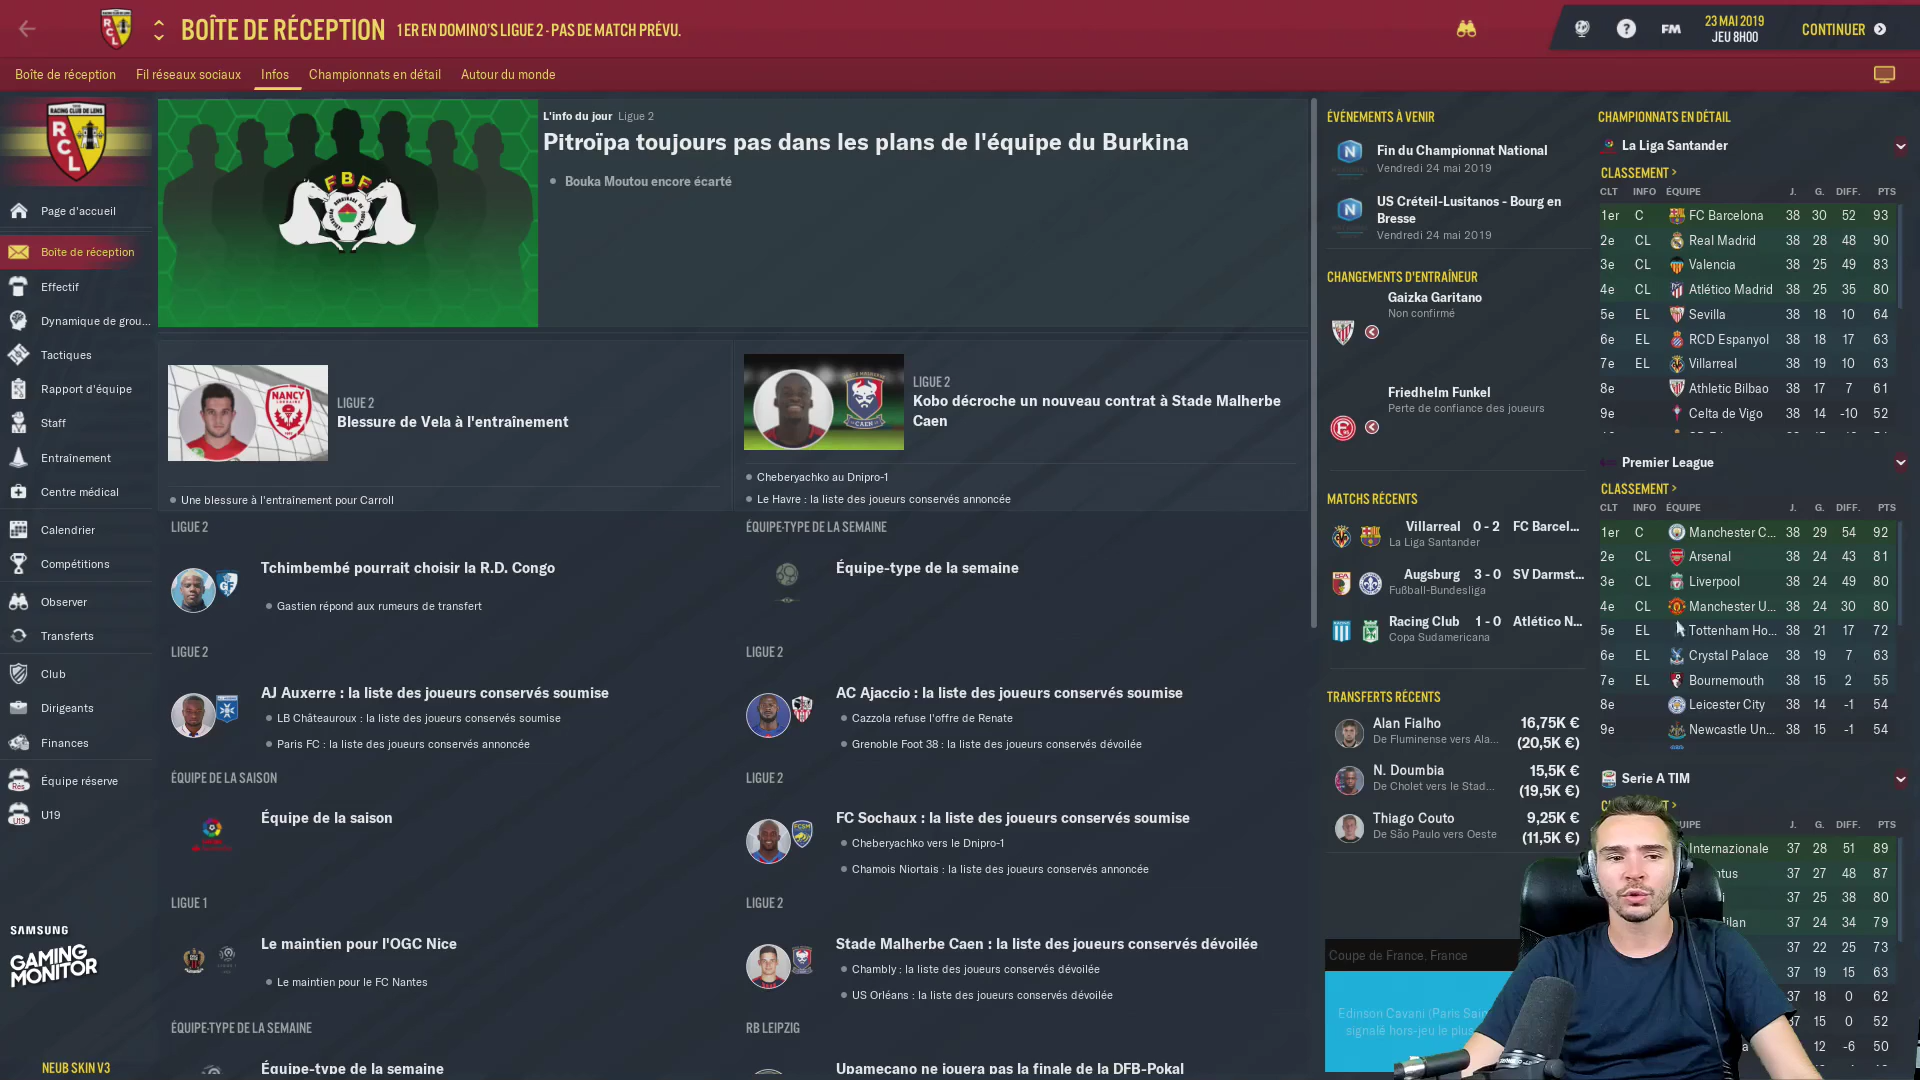 BOÎTE DE RÉCEPTION
1ER EN DOMINO'S LIGUE 2 - PAS DE MATCH PRÉVU.
FM
23 MAI 2019
JEU 8H00
CONTINUER
Boîte de réception
Fil réseaux sociaux
Infos
Championnats en détail
Autour du monde
RACING CLUB DE LENS
RCL
Page d'accueil
Boîte de réception
Effectif
Dynamique de grou...
Tactiques
Rapport d'équipe
Staff
Entraînement
Centre médical
Calendrier
Compétitions
Observer
Transferts
Club
Dirigeants
Finances
Équipe réserve
U19
SAMSUNG
GAMING
MONITOR
NEUB SKIN V3
FBF
L'info du jour Ligue 2
Pitroïpa toujours pas dans les plans de l'équipe du Burkina
Bouka Moutou encore écarté
NANCY
LIGUE 2
Blessure de Vela à l'entraînement
Une blessure à l'entraînement pour Carroll
LIGUE 2
Kobo décroche un nouveau contrat à Stade Malherbe
Caen
Cheberyachko au Dnipro-1
Le Havre : la liste des joueurs conservés annoncée
LIGUE 2
Tchimbembé pourrait choisir la R.D. Congo
Gastien répond aux rumeurs de transfert
ÉQUIPE-TYPE DE LA SEMAINE
Équipe-type de la semaine
LIGUE 2
AJ Auxerre : la liste des joueurs conservés soumise
LB Châteauroux : la liste des joueurs conservés soumise
Paris FC : la liste des joueurs conservés annoncée
LIGUE 2
AC Ajaccio : la liste des joueurs conservés soumise
Cazzola refuse l'offre de Renate
Grenoble Foot 38 : la liste des joueurs conservés dévoilée
ÉQUIPE DE LA SAISON
Équipe de la saison
LIGUE 2
FC Sochaux : la liste des joueurs conservés soumise
Cheberyachko vers le Dnipro-1
Chamois Niortais : la liste des joueurs conservés annoncée
LIGUE 1
Le maintien pour l'OGC Nice
Le maintien pour le FC Nantes
LIGUE 2
Stade Malherbe Caen : la liste des joueurs conservés dévoilée
Chambly : la liste des joueurs conservés dévoilée
US Orléans : la liste des joueurs conservés dévoilée
ÉQUIPE-TYPE DE LA SEMAINE
Équipe-type de la semaine
RB LEIPZIG
Upamecano ne jouera pas la finale de la DFB-Pokal
ÉVÉNEMENTS À VENIR
Fin du Championnat National
Vendredi 24 mai 2019
US Créteil-Lusitanos - Bourg en
Bresse
Vendredi 24 mai 2019
CHANGEMENTS D'ENTRAÎNEUR
Gaizka Garitano
Non confirmé
Friedhelm Funkel
Perte de confiance des joueurs
MATCHS RÉCENTS
Villarreal 0 - 2 FC Barcel...
La Liga Santander
Augsburg 3 - 0 SV Darmst...
Fußball-Bundesliga
Racing Club 1 - 0 Atlético N...
Copa Sudamericana
TRANSFERTS RÉCENTS
Alan Fialho 16,75K €
De Fluminense vers Ala... (20,5K €)
N. Doumbia 15,5K €
De Cholet vers le Stad... (19,5K €)
Thiago Couto 9,25K €
De São Paulo vers Oeste (11,5K €)
Coupe de France. France
Edinson Cavani (Paris Sain
signalé hors-jeu le plus
CHAMPIONNATS EN DÉTAIL
La Liga Santander
CLASSEMENT >
CLT INFO ÉQUIPE J. G. DIFF. PTS
1er C FC Barcelona 38 30 52 93
2e CL Real Madrid 38 28 48 90
3e CL Valencia 38 25 49 83
4e CL Atlético Madrid 38 25 35 80
5e EL Sevilla 38 18 10 64
6e EL RCD Espanyol 38 18 17 63
7e EL Villarreal 38 19 10 63
8e Athletic Bilbao 38 17 7 61
9e Celta de Vigo 38 14 -10 52
Premier League
CLASSEMENT >
CLT INFO ÉQUIPE J. G. DIFF. PTS
1er C Manchester C... 38 29 54 92
2e CL Arsenal 38 24 43 81
3e CL Liverpool 38 24 49 80
4e CL Manchester U... 38 24 30 80
5e EL Tottenham Ho... 38 21 17 72
6e EL Crystal Palace 38 19 7 63
7e EL Bournemouth 38 15 2 55
8e Leicester City 38 14 -1 54
9e Newcastle Un... 38 15 -1 54
Serie A TIM
J. G. DIFF. PTS
Internazionale 37 28 51 89
37 27 48 87
37 25 38 80
37 24 34 79
37 22 25 73
37 19 15 63
37 18 0 62
37 15 0 52
12 -6 50